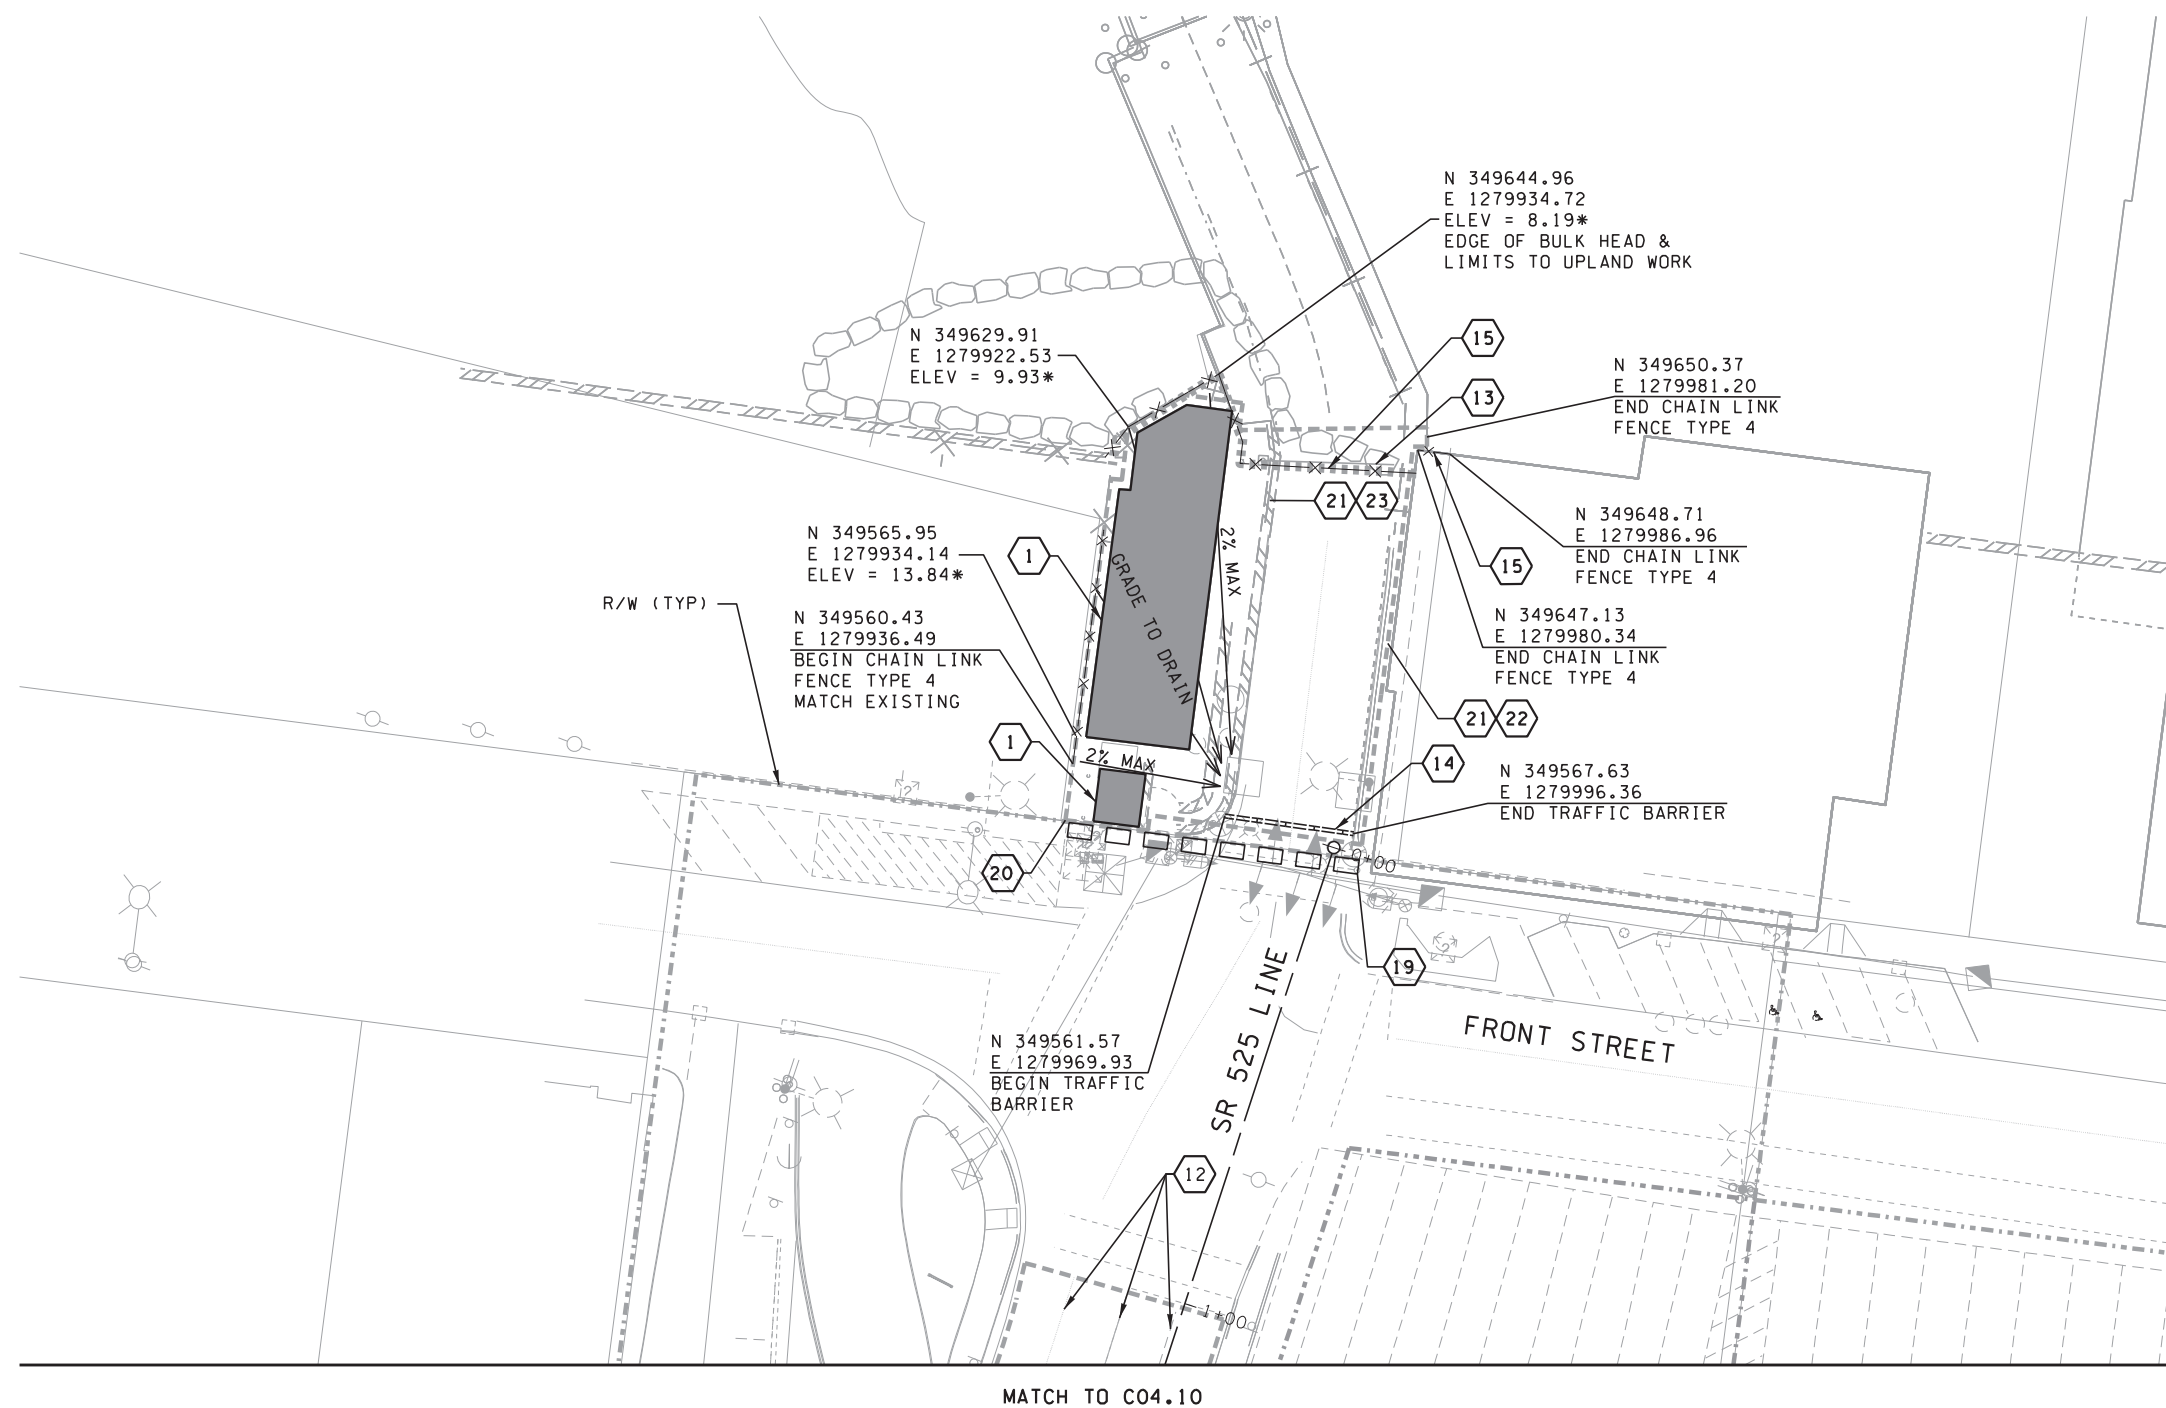 N 349644.96
E 1279934.72
ELEV = 8.19*
EDGE OF BULK HEAD &
LIMITS TO UPLAND WORK
N 349629.91
E 1279922.53
ELEV = 9.93*
15
13
N 349650.37
E 1279981.20
END CHAIN LINK
FENCE TYPE 4
21
23
N 349648.71
E 1279986.96
END CHAIN LINK
FENCE TYPE 4
15
N 349565.95
E 1279934.14
ELEV = 13.84*
1
GRADE TO DRAIN
2% MAX
R/W (TYP)
N 349560.43
E 1279936.49
BEGIN CHAIN LINK
FENCE TYPE 4
MATCH EXISTING
N 349647.13
E 1279980.34
END CHAIN LINK
FENCE TYPE 4
21
22
1
2% MAX
14
N 349567.63
E 1279996.36
END TRAFFIC BARRIER
0+00
20
19
SR 525 LINE
FRONT STREET
N 349561.57
E 1279969.93
BEGIN TRAFFIC
BARRIER
12
1+00
MATCH TO C04.10